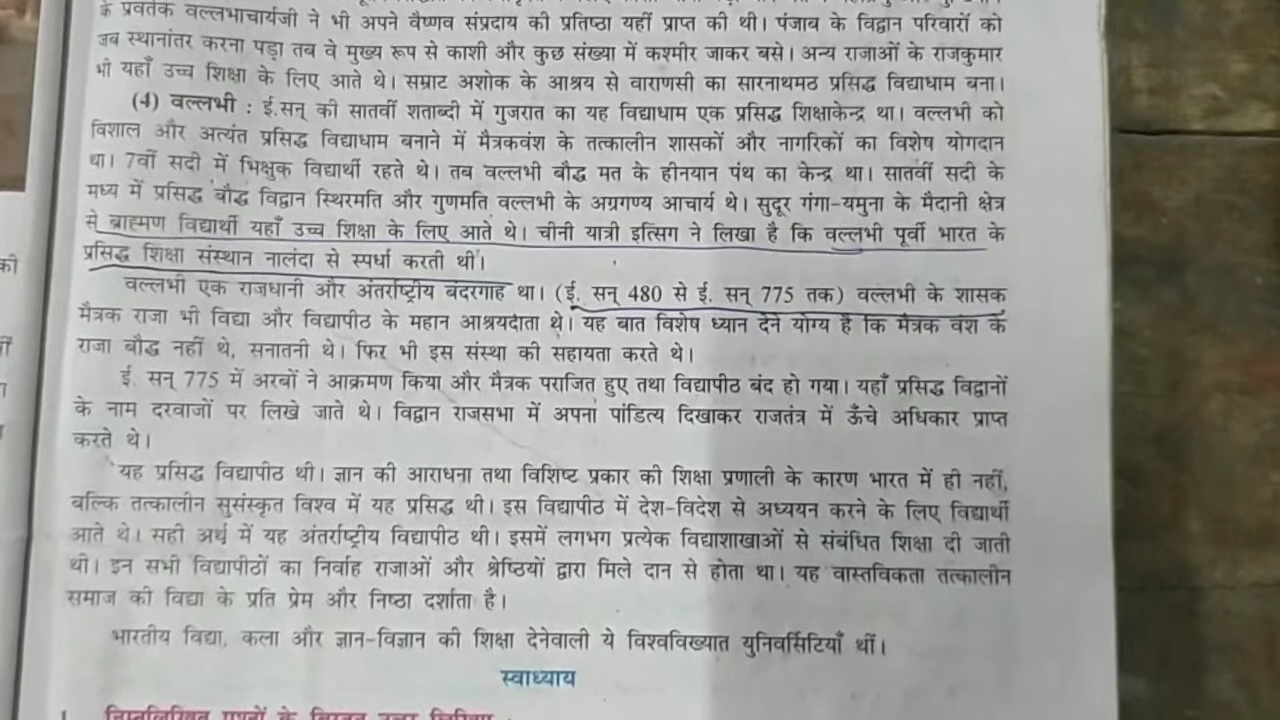 के प्रवर्तक वल्लभाचार्यजी ने भी अपने वैष्णव संप्रदाय की प्रतिष्ठा यहीं प्राप्त की थी। पंजाब के विद्वान परिवारों को
जब स्थानांतर करना पड़ा तब वे मुख्य रूप से काशी और कुछ संख्या में कश्मीर जाकर बसे। अन्य राजाओं के राजकुमार
भी यहाँ उच्च शिक्षा के लिए आते थे। सम्राट अशोक के आश्रय से वाराणसी का सारनाथमठ प्रसिद्ध विद्याधाम बना।
(4) वल्लभी : ई.सन् की सातवीं शताब्दी में गुजरात का यह विद्याधाम एक प्रसिद्ध शिक्षाकेन्द्र था। वल्लभी को
विशाल और अत्यंत प्रसिद्ध विद्याधाम बनाने में मैत्रकवंश के तत्कालीन शासकों और नागरिकों का विशेष योगदान
था। 7वीं सदी में भिक्षुक विद्यार्थी रहते थे। तब वल्लभी बौद्ध मत के हीनयान पंथ का केन्द्र था। सातवीं सदी के
मध्य में प्रसिद्ध बौद्ध विद्वान स्थिरमति और गुणमति वल्लभी के अग्रगण्य आचार्य थे। सुदूर गंगा-यमुना के मैदानी क्षेत्र
से ब्राह्मण विद्यार्थी यहाँ उच्च शिक्षा के लिए आते थे। चीनी यात्री इत्सिंग ने लिखा है कि वल्लभी पूर्वी भारत के
प्रसिद्ध शिक्षा संस्थान नालंदा से स्पर्धा करती थी।
वल्लभी एक राजधानी और अंतर्राष्ट्रीय बंदरगाह था। (ई. सन् 480 से ई. सन् 775 तक) वल्लभी के शासक
मैत्रक राजा भी विद्या और विद्यापीठ के महान आश्रयदाता थे। यह बात विशेष ध्यान देने योग्य है कि मैत्रक वंश के
राजा बौद्ध नहीं थे, सनातनी थे। फिर भी इस संस्था की सहायता करते थे।
ई. सन् 775 में अरबों ने आक्रमण किया और मैत्रक पराजित हुए तथा विद्यापीठ बंद हो गया। यहाँ प्रसिद्ध विद्वानों
के नाम दरवाजों पर लिखे जाते थे। विद्वान राजसभा में अपना पांडित्य दिखाकर राजतंत्र में ऊँचे अधिकार प्राप्त
करते थे।
यह प्रसिद्ध विद्यापीठ थी। ज्ञान की आराधना तथा विशिष्ट प्रकार की शिक्षा प्रणाली के कारण भारत में ही नहीं,
बल्कि तत्कालीन सुसंस्कृत विश्व में यह प्रसिद्ध थी। इस विद्यापीठ में देश-विदेश से अध्ययन करने के लिए विद्यार्थी
आते थे। सही अर्थ में यह अंतर्राष्ट्रीय विद्यापीठ थी। इसमें लगभग प्रत्येक विद्याशाखाओं से संबंधित शिक्षा दी जाती
थी। इन सभी विद्यापीठों का निर्वाह राजाओं और श्रेष्ठियों द्वारा मिले दान से होता था। यह वास्तविकता तत्कालीन
समाज की विद्या के प्रति प्रेम और निष्ठा दर्शाता है।
भारतीय विद्या, कला और ज्ञान-विज्ञान की शिक्षा देनेवाली ये विश्वविख्यात युनिवर्सिटियाँ थीं।
स्वाध्याय